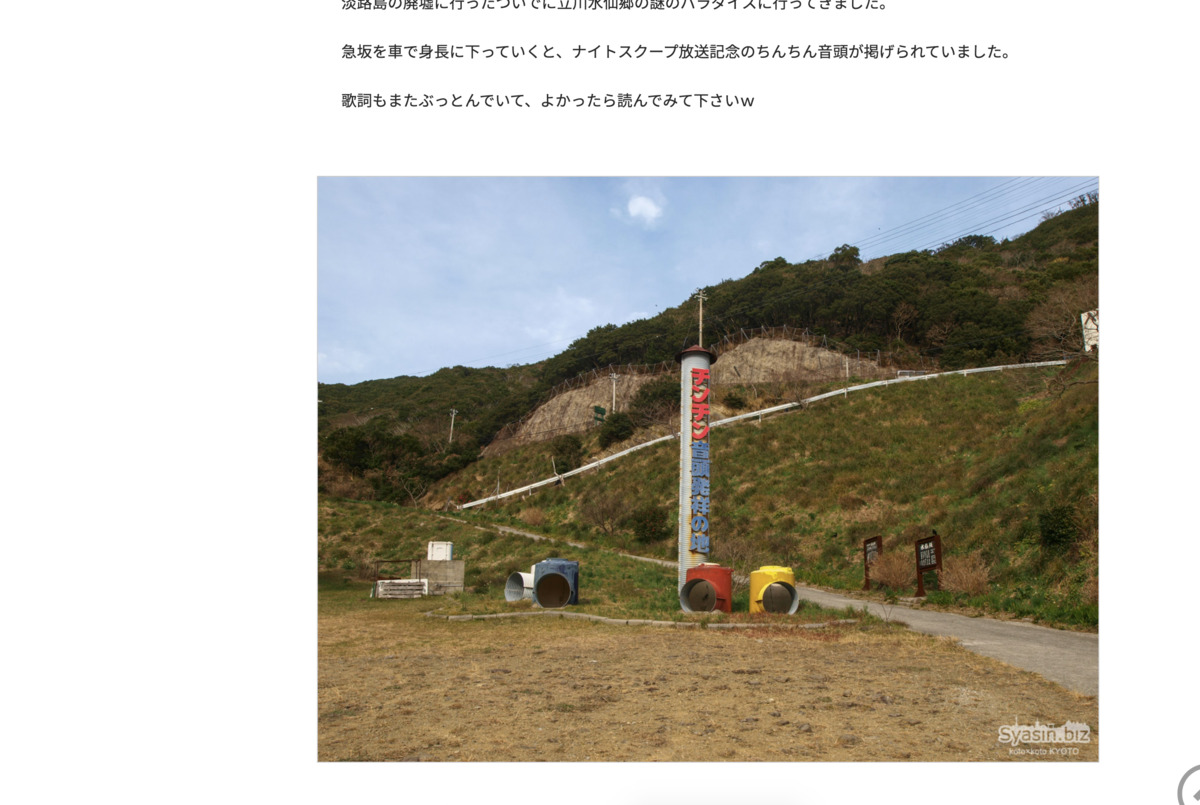 淡路島の廃墟に行ったついでに立川水仙郷の謎のパラダイスに行ってきました。
急坂を車で身長に下っていくと、ナイトスクープ放送記念のちんちん音頭が掲げられていました。
歌詞もまたぶっとんでいて、よかったら読んでみて下さいｗ
チンチン音頭発祥の地
Syasin.biz